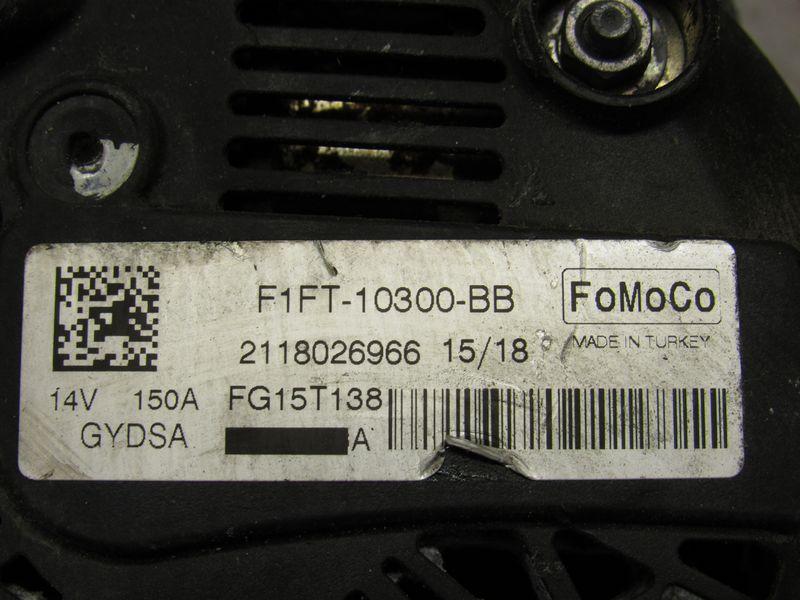 F1FT-10300-BB FoMoCo
2118026966 15/18 MADE IN TURKEY
14V 150A FG15T138
GYDSA A